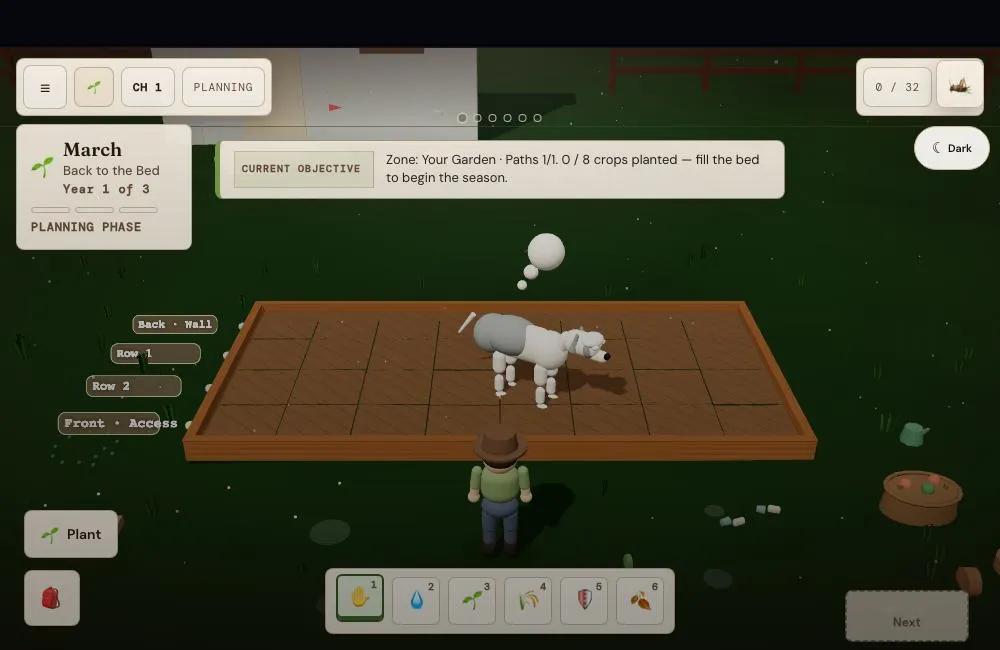 CH 1
PLANNING
0 / 32
March
Back to the Bed
Year 1 of 3
PLANNING PHASE
CURRENT OBJECTIVE
Zone: Your Garden · Paths 1/1. 0 / 8 crops planted — fill the bed
to begin the season.
Dark
Back · Wall
Row 1
Row 2
Front · Access
Plant
1
2
3
4
5
6
Next